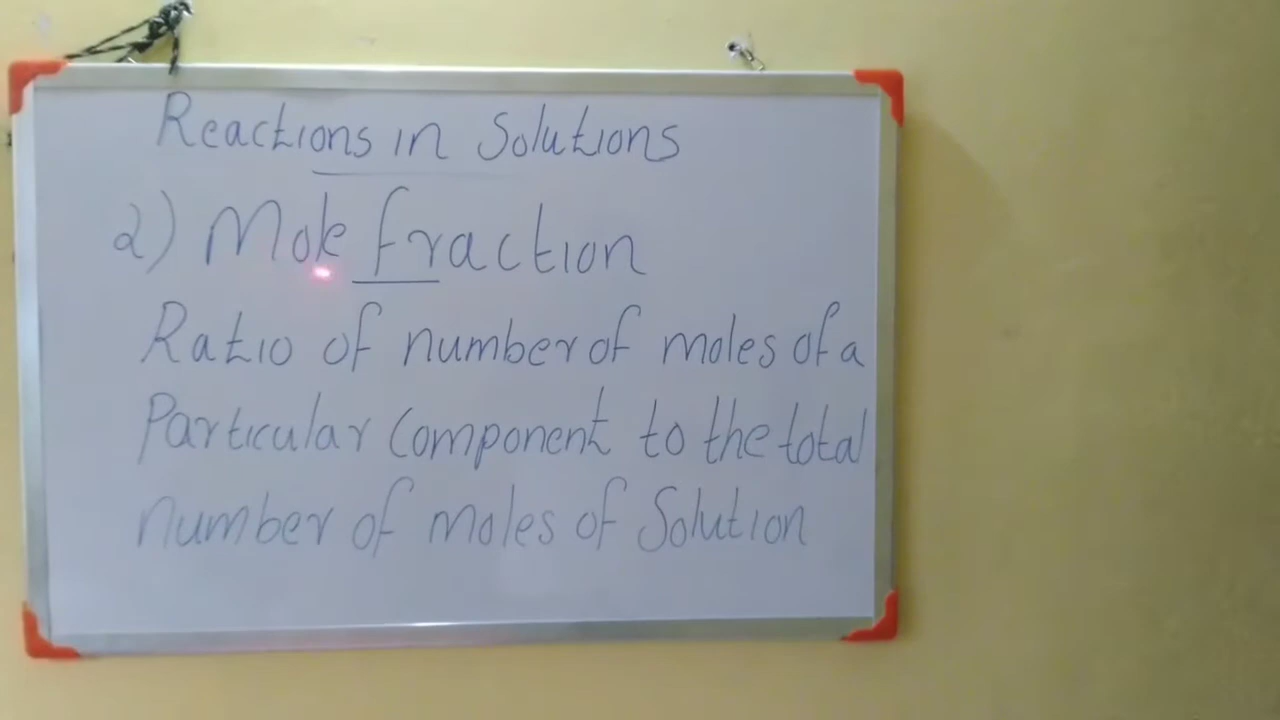 Reactions in Solutions
2) Mole fraction
Ratio of number of moles of a
Particular Component to the total
number of moles of Solution